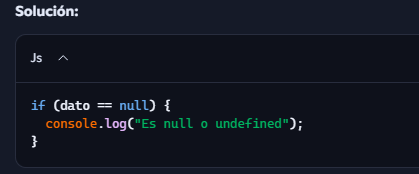 Solución:
Js
if (dato == null) {
  console.log("Es null o undefined");
}